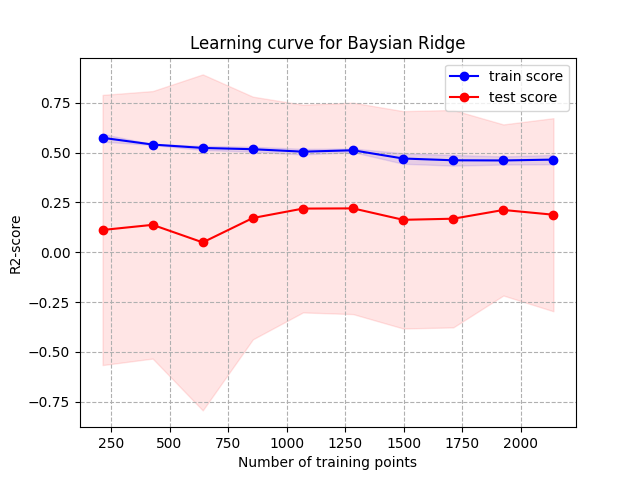 Learning curve for Baysian Ridge
train score
test score
R2-score
0.75
0.50
0.25
0.00
−0.25
−0.50
−0.75
250 500 750 1000 1250 1500 1750 2000
Number of training points